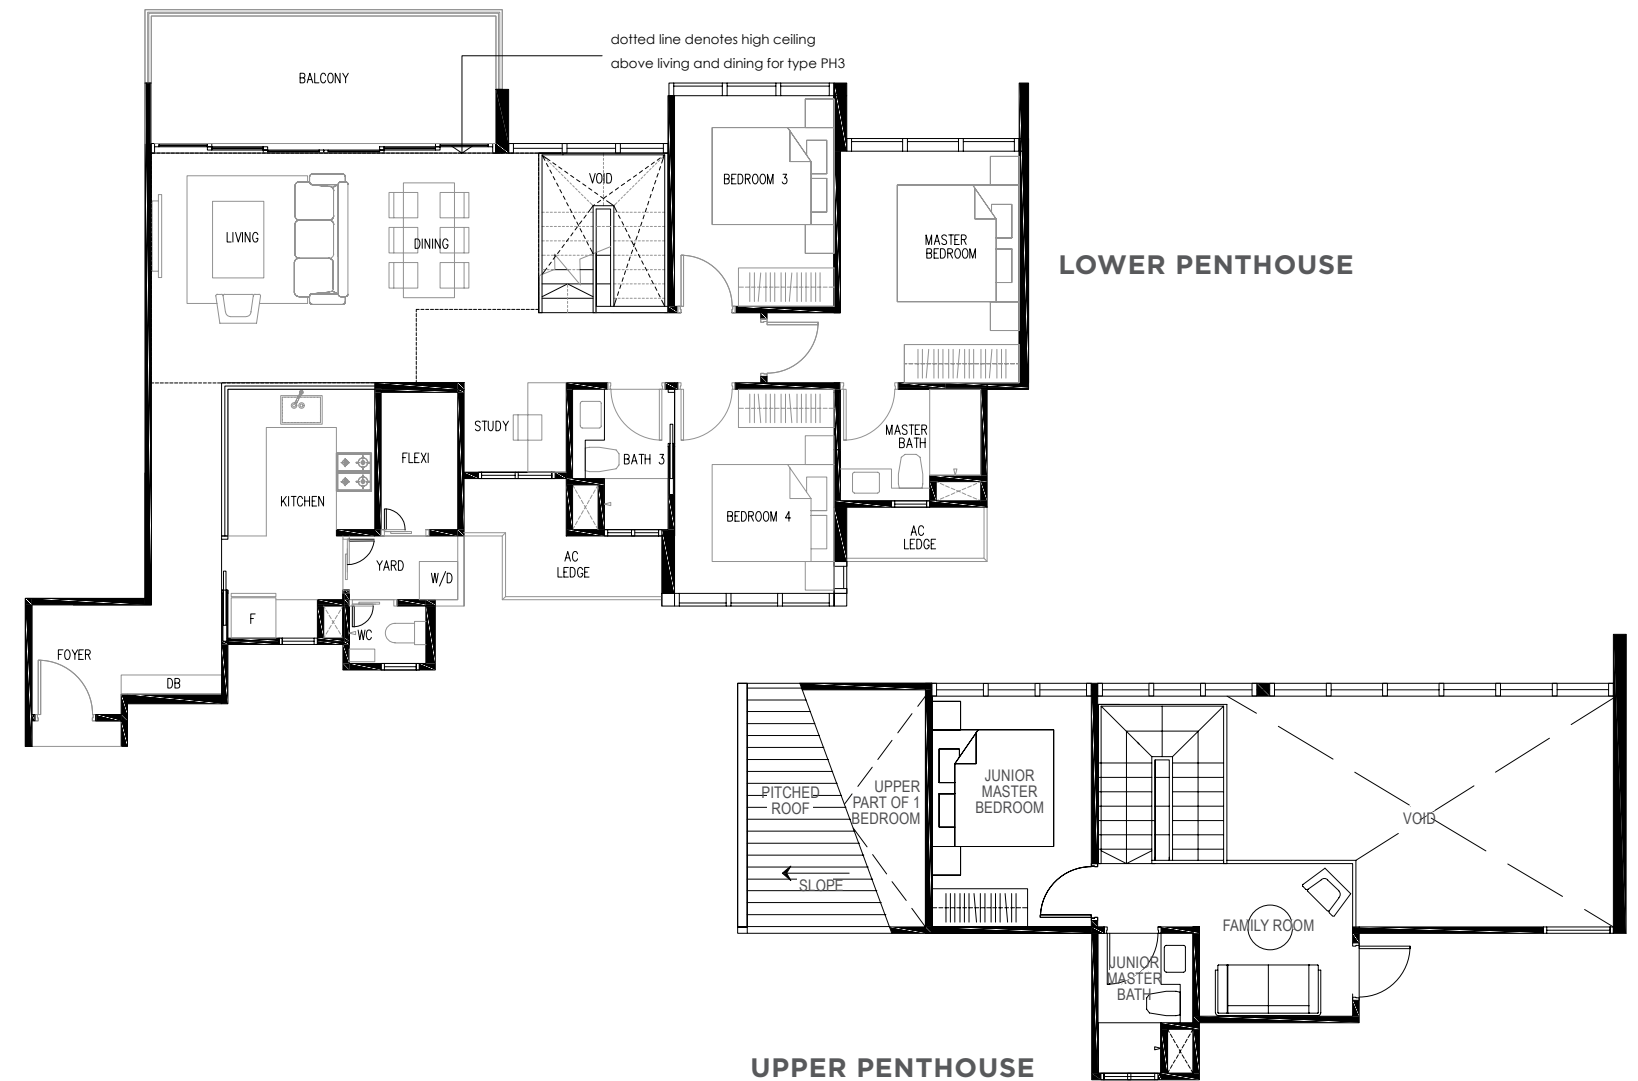 dotted line denotes high ceiling
above living and dining for type PH3
BALCONY
VOID
BEDROOM 3
LIVING
DINING
MASTER
BEDROOM
LOWER PENTHOUSE
STUDY
MASTER
BATH
FLEXI
BATH 3
KITCHEN
BEDROOM 4
AC
LEDGE
AC
LEDGE
YARD
W/D
F
WC
FOYER
DB
JUNIOR
MASTER
BEDROOM
UPPER
PART OF 1
BEDROOM
PITCHED
ROOF
VOID
SLOPE
FAMILY ROOM
JUNIOR
MASTER
BATH
UPPER PENTHOUSE